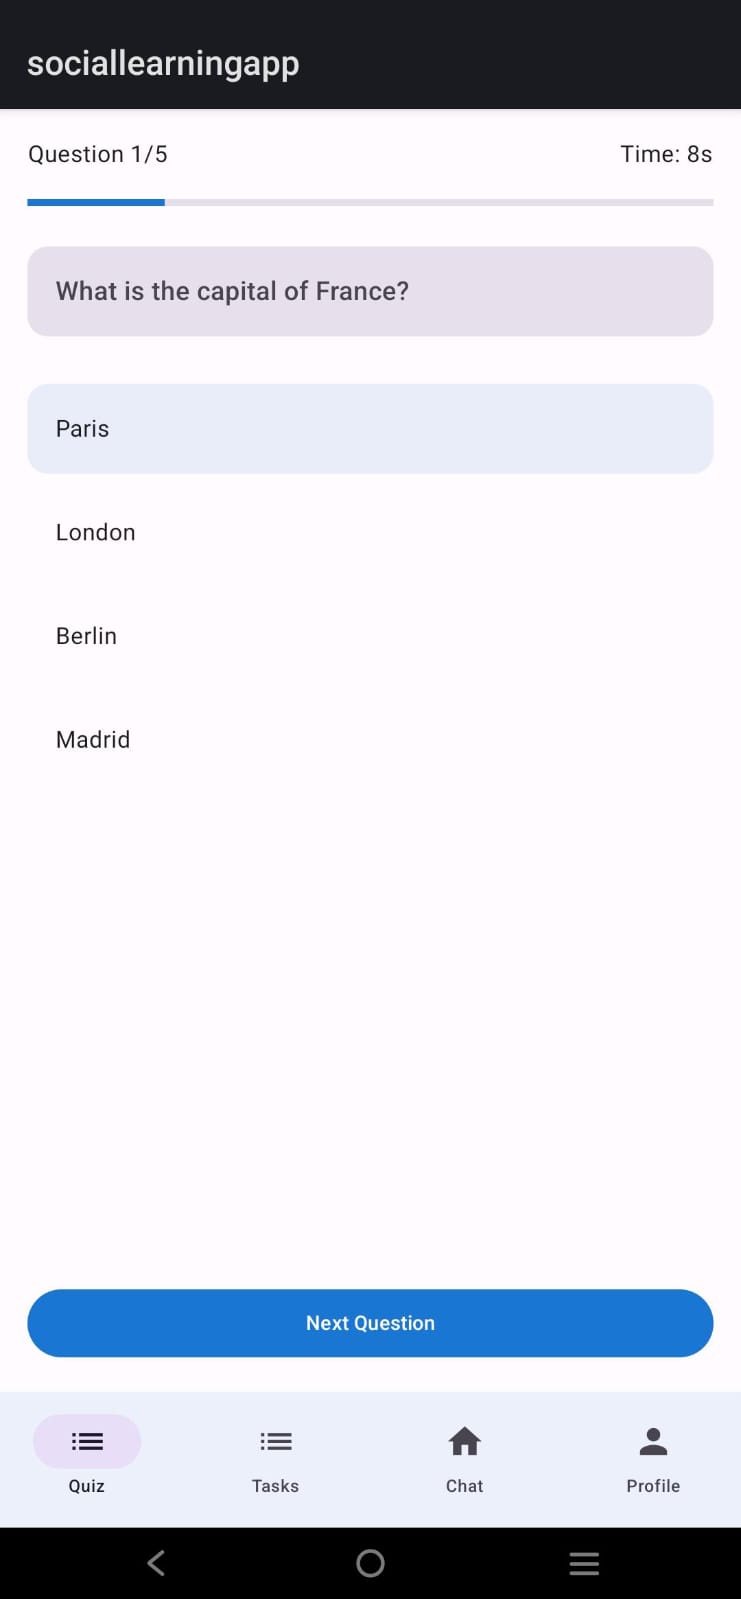 sociallearningapp
Question 1/5
Time: 8s
What is the capital of France?
Paris
London
Berlin
Madrid
Next Question
Quiz
Tasks
Chat
Profile